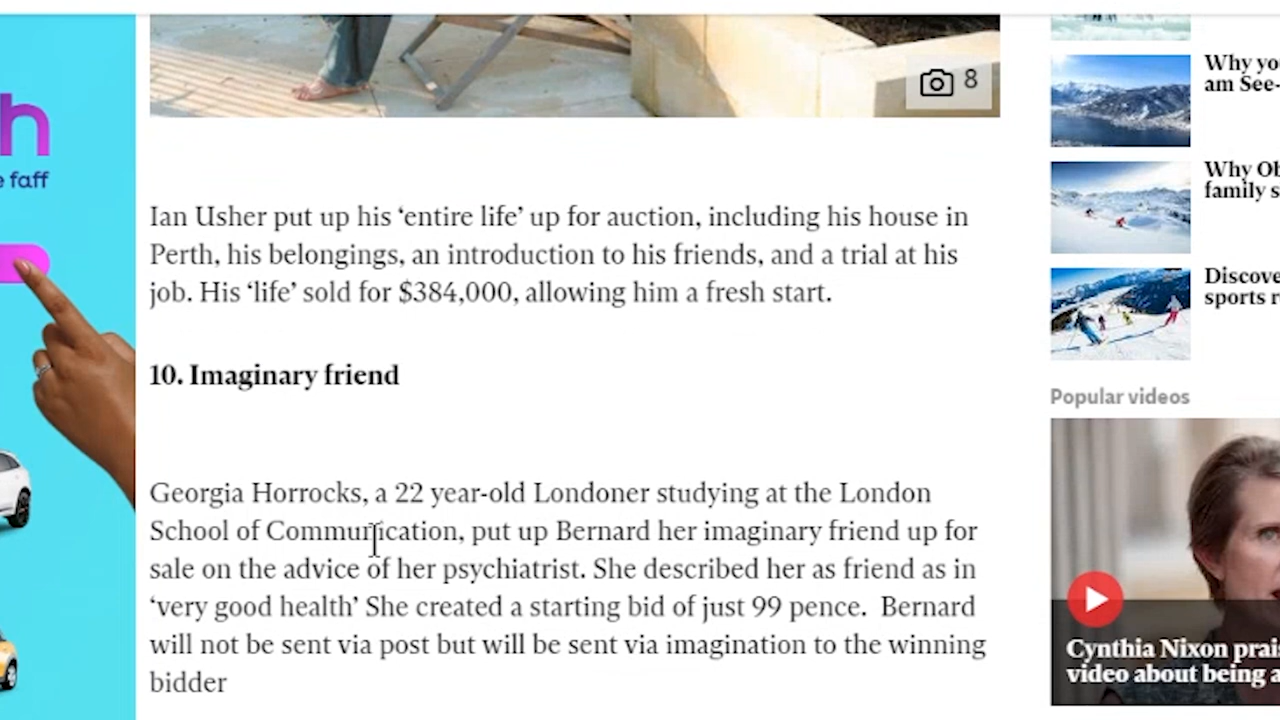 h
e faff
8
Ian Usher put up his ‘entire life’ up for auction, including his house in
Perth, his belongings, an introduction to his friends, and a trial at his
job. His ‘life’ sold for $384,000, allowing him a fresh start.
10. Imaginary friend
Georgia Horrocks, a 22 year-old Londoner studying at the London
School of Communication, put up Bernard her imaginary friend up for
sale on the advice of her psychiatrist. She described her as friend as in
‘very good health’ She created a starting bid of just 99 pence.  Bernard
will not be sent via post but will be sent via imagination to the winning
bidder
Why yo
am See-
Why Ob
family s
Discove
sports r
Popular videos
Cynthia Nixon prais
video about being a